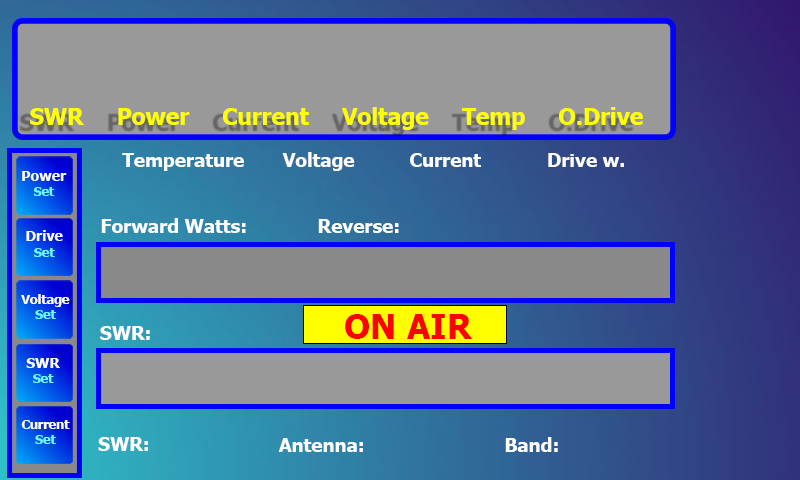 SWR Power Current Voltage Temp O.Drive
Temperature Voltage Current Drive w.
Power
Set
Drive
Set
Voltage
Set
SWR
Set
Current
Set
Forward Watts: Reverse:
ON AIR
SWR:
SWR: Antenna: Band: